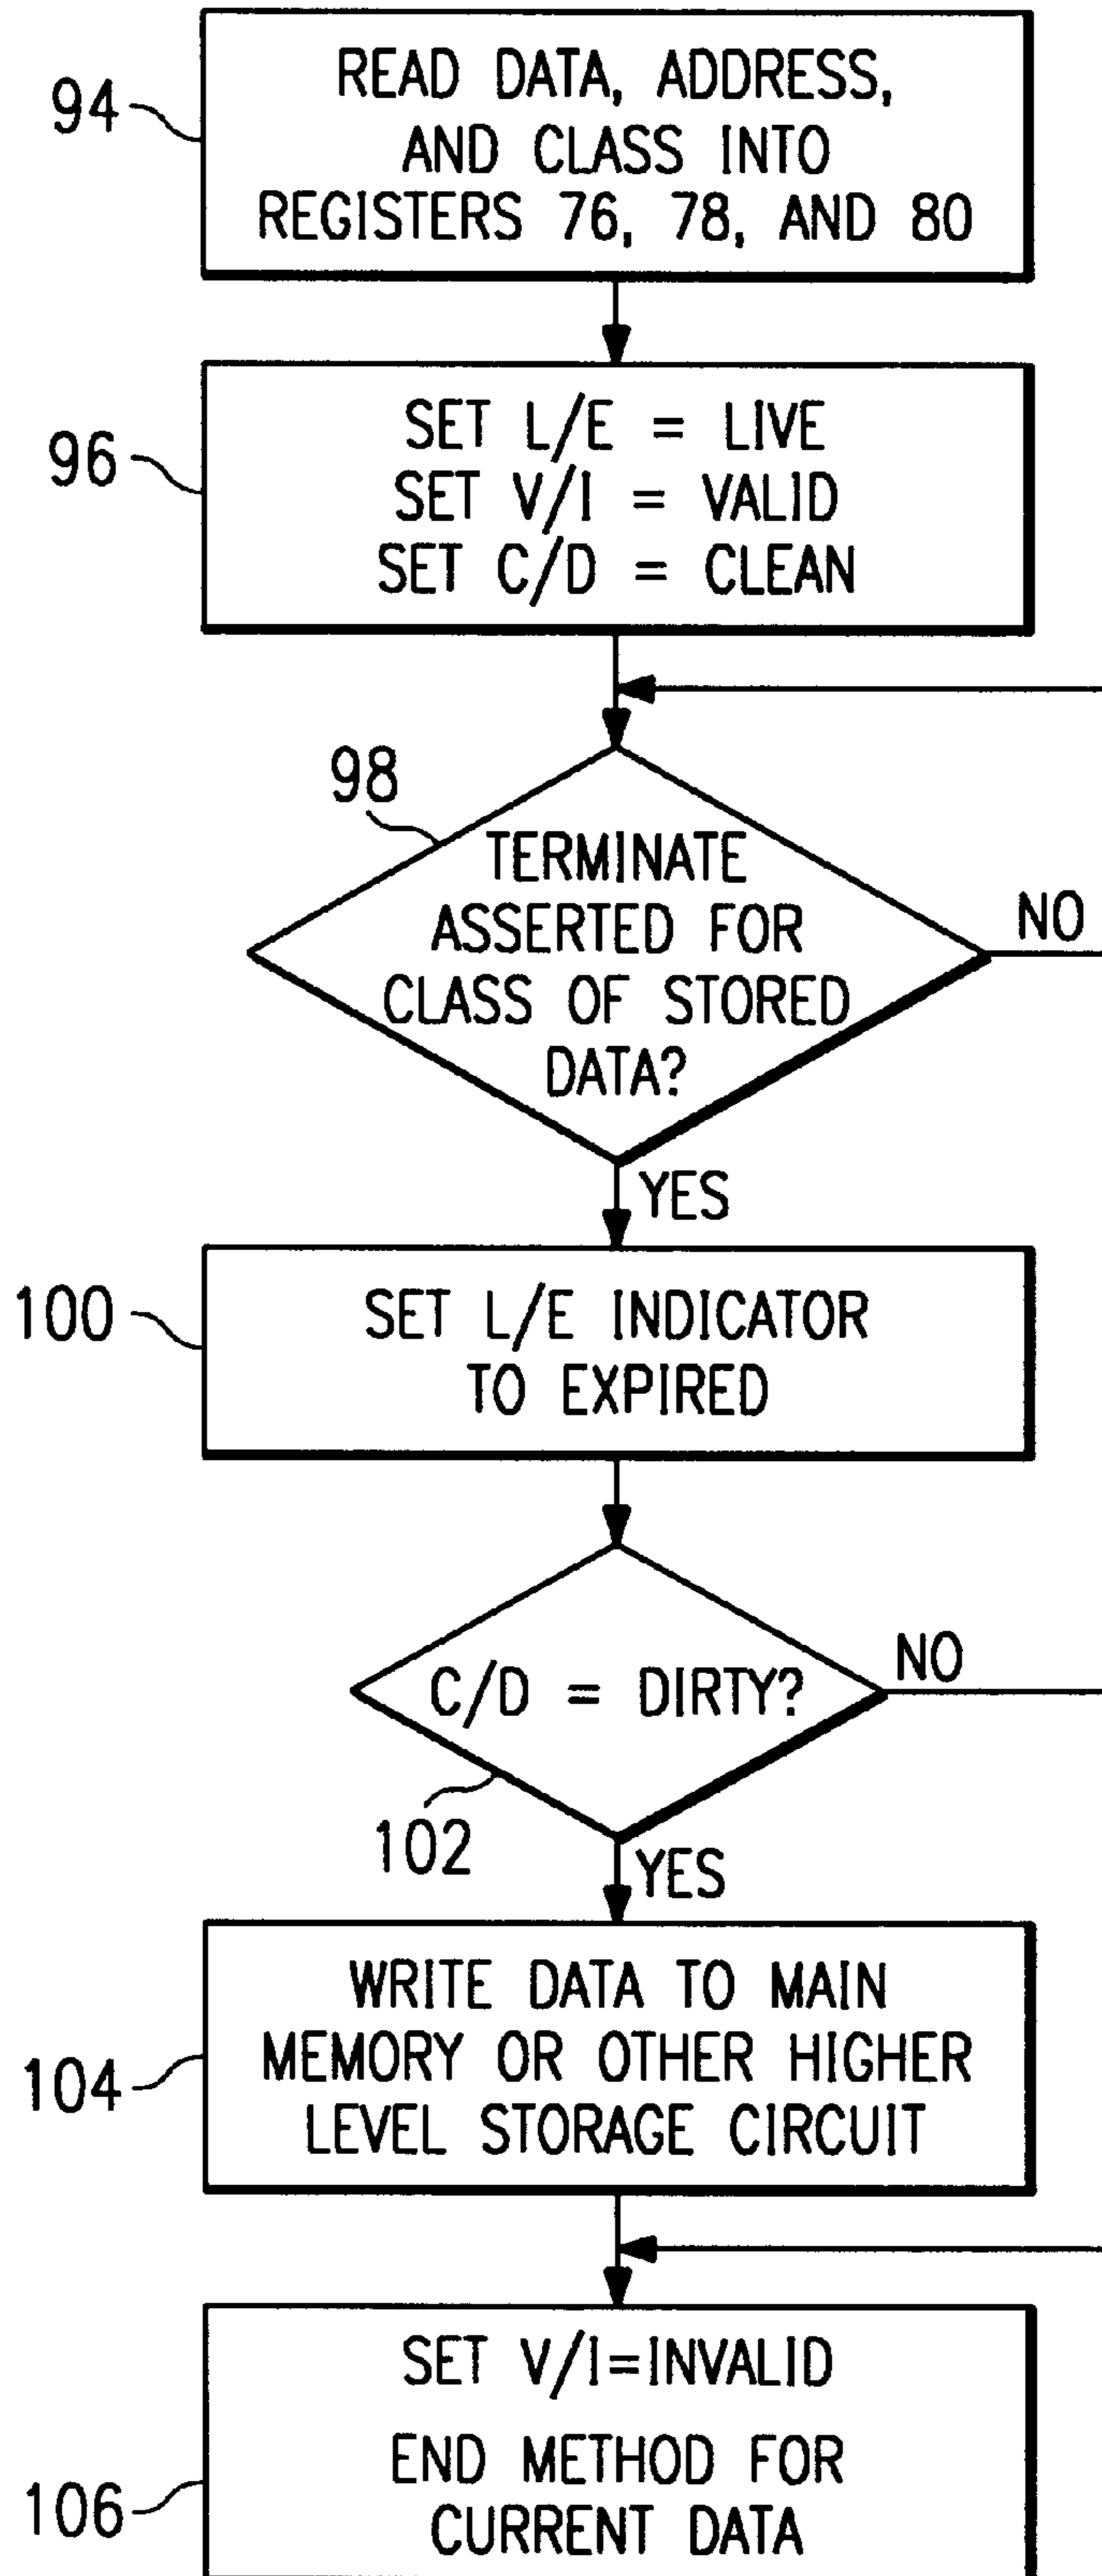 94
READ DATA, ADDRESS,
AND CLASS INTO
REGISTERS 76, 78, AND 80
96
SET L/E = LIVE
SET V/I = VALID
SET C/D = CLEAN
98
TERMINATE
ASSERTED FOR
CLASS OF STORED
DATA?
NO
YES
100
SET L/E INDICATOR
TO EXPIRED
C/D = DIRTY?
NO
102
YES
104
WRITE DATA TO MAIN
MEMORY OR OTHER HIGHER
LEVEL STORAGE CIRCUIT
SET V/I=INVALID
106
END METHOD FOR
CURRENT DATA